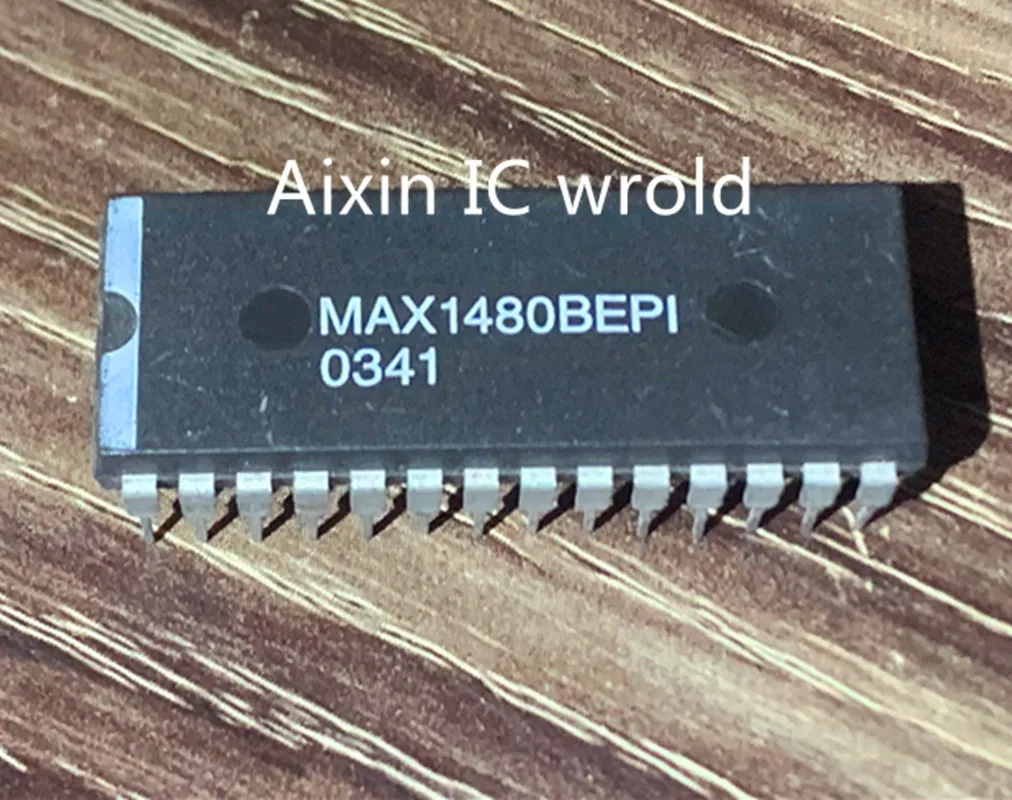 Aixin IC wrold
MAX1480BEPI
0341